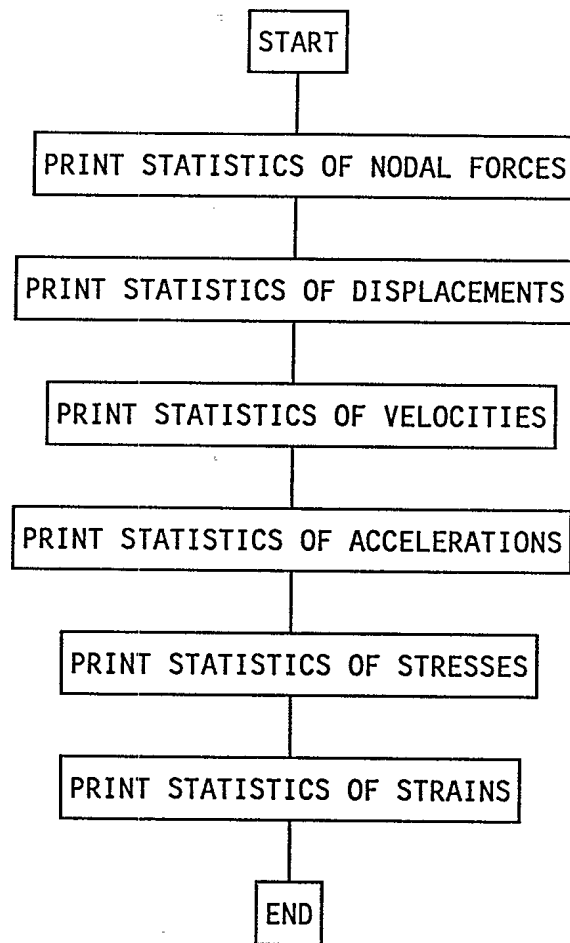 START
PRINT STATISTICS OF NODAL FORCES
PRINT STATISTICS OF DISPLACEMENTS
PRINT STATISTICS OF VELOCITIES
PRINT STATISTICS OF ACCELERATIONS
PRINT STATISTICS OF STRESSES
PRINT STATISTICS OF STRAINS
END